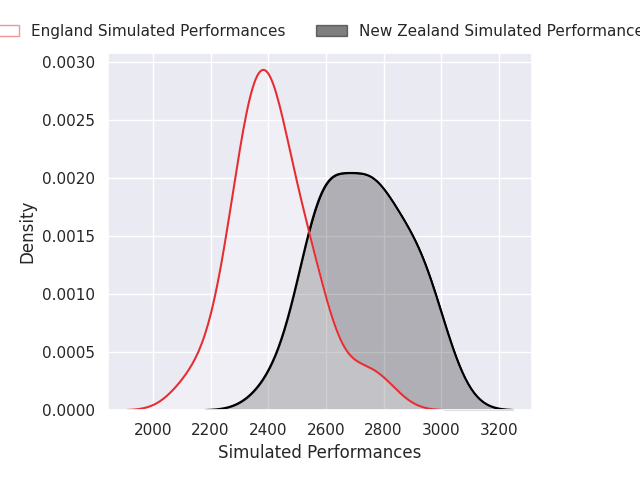 England Simulated Performances New Zealand Simulated Performance
0.0030
0.0025
0.0020
0.0015
0.0010
0.0005
0.0000
Density
2000 2200 2400 2600 2800 3000 3200
Simulated Performances